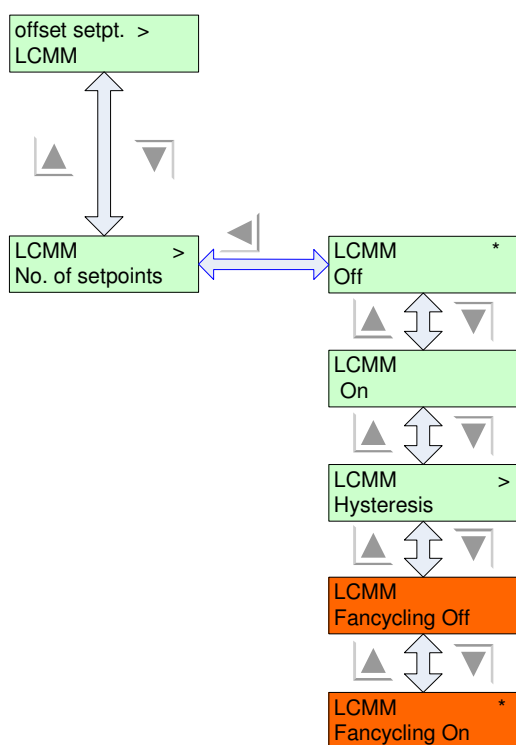 offset setpt. >
LCMM
LCMM >
No. of setpoints
LCMM *
Off
LCMM
On
LCMM >
Hysteresis
LCMM
Fancycling Off
LCMM *
Fancycling On